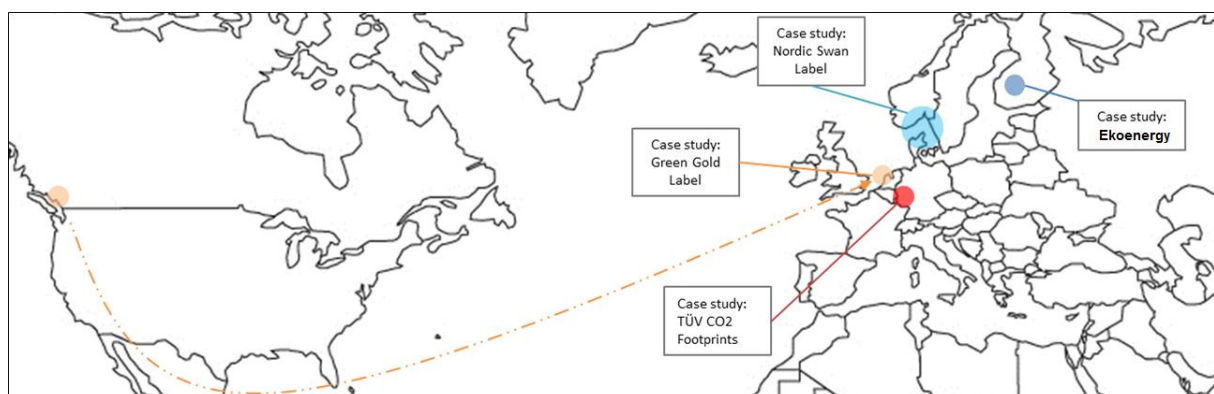 Case study:
Nordic Swan
Label
Case study:
Ekoenergy
Case study:
Green Gold
Label
Case study:
TÜV CO2
Footprints